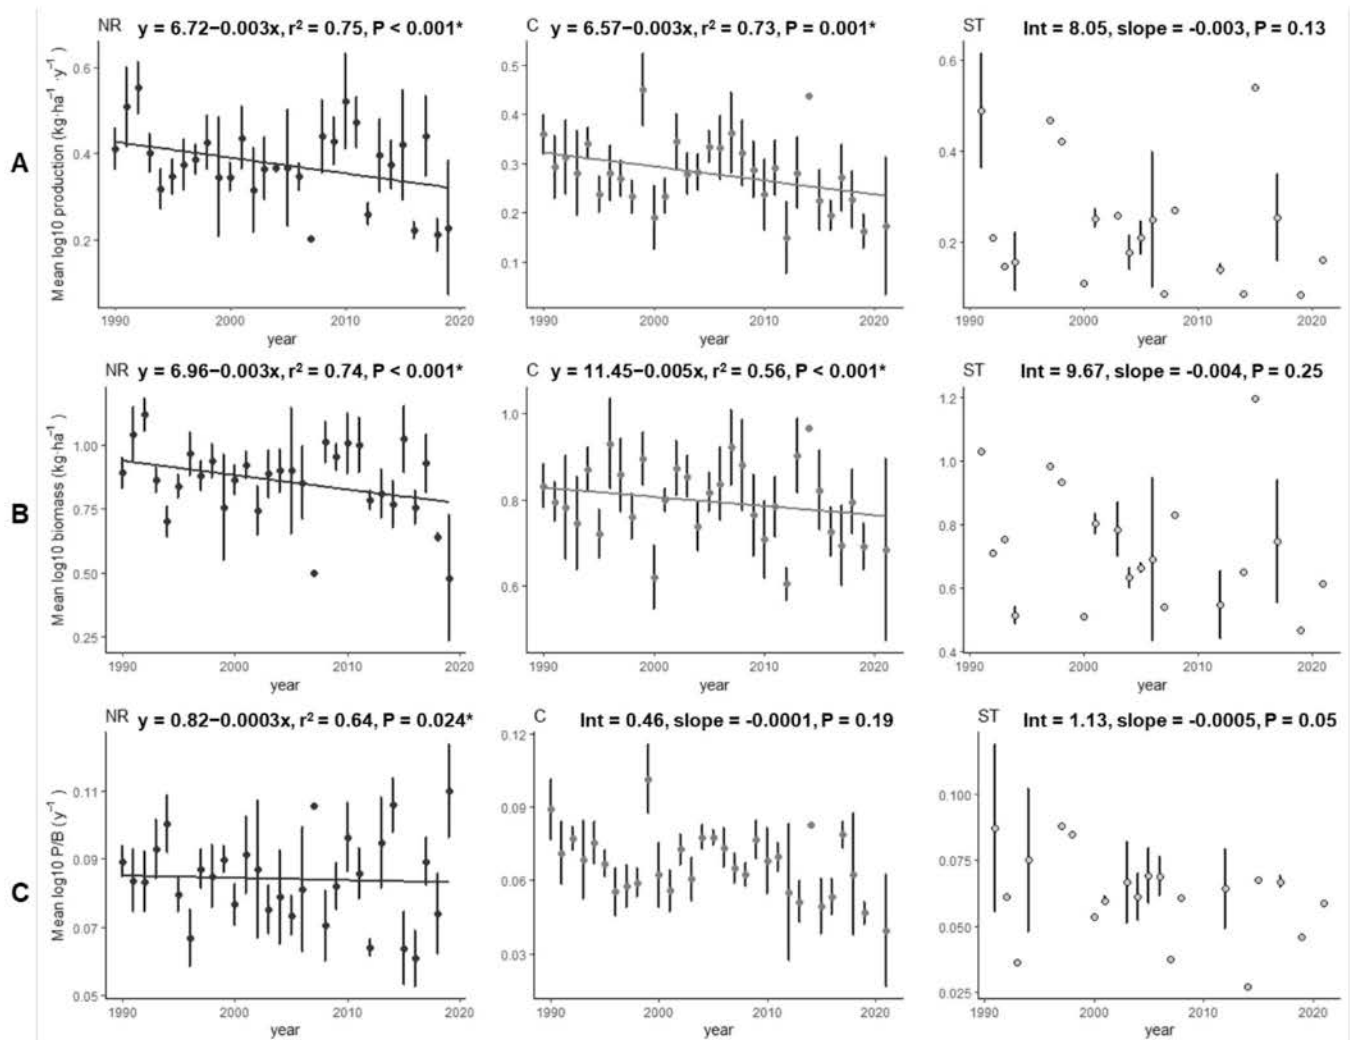 NR y = 6.72−0.003x, r² = 0.75, P < 0.001*
C y = 6.57−0.003x, r² = 0.73, P = 0.001*
ST Int = 8.05, slope = -0.003, P = 0.13
A
Mean log10 production (kg·ha⁻¹ ·y⁻¹)
0.6
0.4
0.2
1990 2000 2010 2020
year
0.5
0.4
0.3
0.2
0.1
1990 2000 2010 2020
year
0.6
0.4
0.2
1990 2000 2010 2020
year
NR y = 6.96−0.003x, r² = 0.74, P < 0.001*
C y = 11.45−0.005x, r² = 0.56, P < 0.001*
ST Int = 9.67, slope = -0.004, P = 0.25
B
Mean log10 biomass (kg·ha⁻¹)
1.00
0.75
0.50
0.25
1990 2000 2010 2020
year
1.0
0.8
0.6
1990 2000 2010 2020
year
1.2
1.0
0.8
0.6
0.4
1990 2000 2010 2020
year
NR y = 0.82−0.0003x, r² = 0.64, P = 0.024*
C Int = 0.46, slope = -0.0001, P = 0.19
ST Int = 1.13, slope = -0.0005, P = 0.05
C
Mean log10 P/B (y⁻¹)
0.11
0.09
0.07
0.05
1990 2000 2010 2020
year
0.12
0.09
0.06
0.03
1990 2000 2010 2020
year
0.100
0.075
0.050
0.025
1990 2000 2010 2020
year